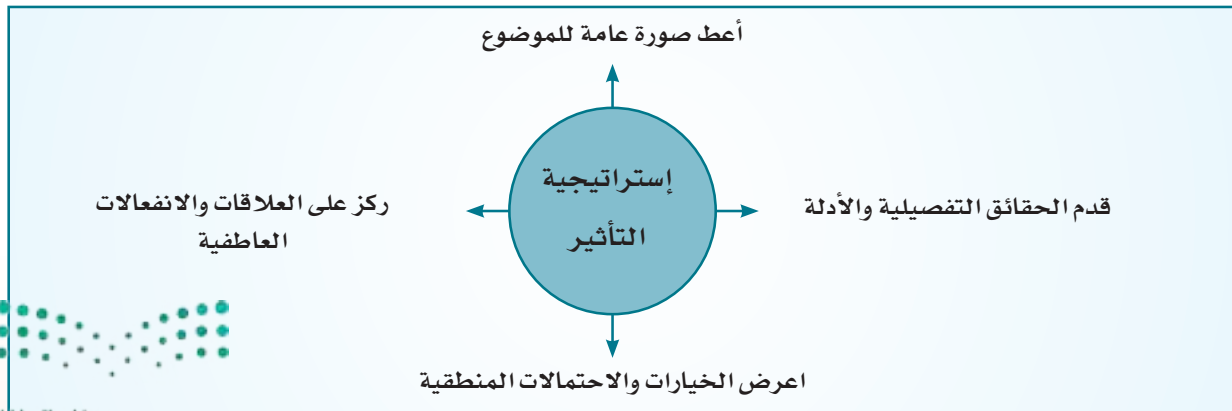 أعط صورة عامة للموضوع
إستراتيجية
التأثير
قدم الحقائق التفصيلية والأدلة
ركز على العلاقات والانفعالات
العاطفية
اعرض الخيارات والاحتمالات المنطقية